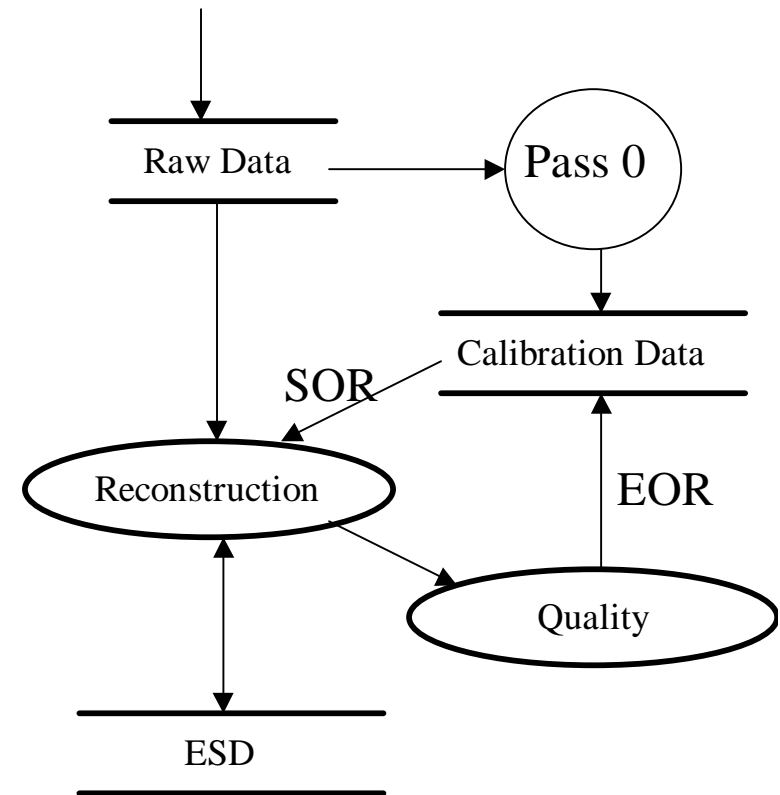 Raw Data
Pass 0
Calibration Data
SOR
Reconstruction
EOR
Quality
ESD